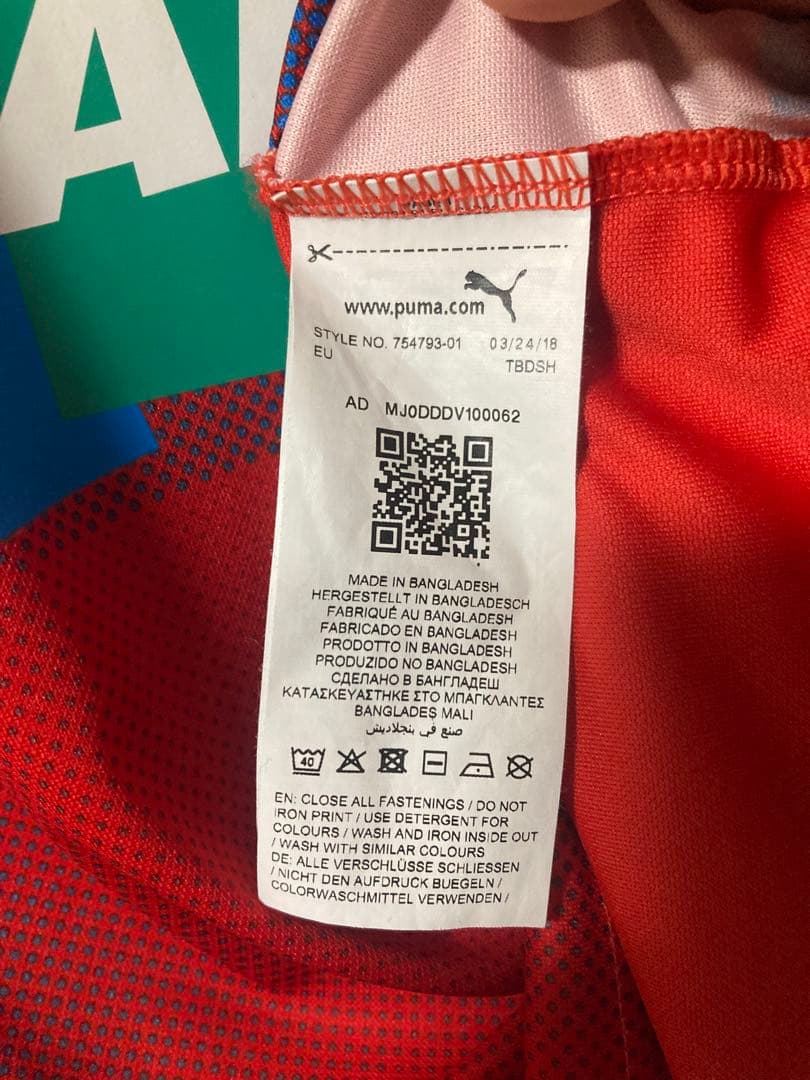 A
www.puma.com
STYLE NO. 754793-01 03/24/18
EU TBDSH
AD MJ0DDDV100062
MADE IN BANGLADESH
HERGESTELLT IN BANGLADESCH
FABRIQUÉ AU BANGLADESH
FABRICADO EN BANGLADESH
PRODOTTO IN BANGLADESH
PRODUZIDO NO BANGLADESH
СДЕЛАНО В БАНГЛАДЕШ
ΚΑΤΑΣΚΕΥΑΣΤΗΚΕ ΣΤΟ ΜΠΑΓΚΛΑΝΤΕΣ
BANGLADEŞ MALI
صنع في بنجلاديش
40
EN: CLOSE ALL FASTENINGS / DO NOT
IRON PRINT / USE DETERGENT FOR
COLOURS / WASH AND IRON INSIDE OUT
/ WASH WITH SIMILAR COLOURS
DE: ALLE VERSCHLÜSSE SCHLIESSEN
/ NICHT DEN AUFDRUCK BUEGELN /
COLORWASCHMITTEL VERWENDEN /